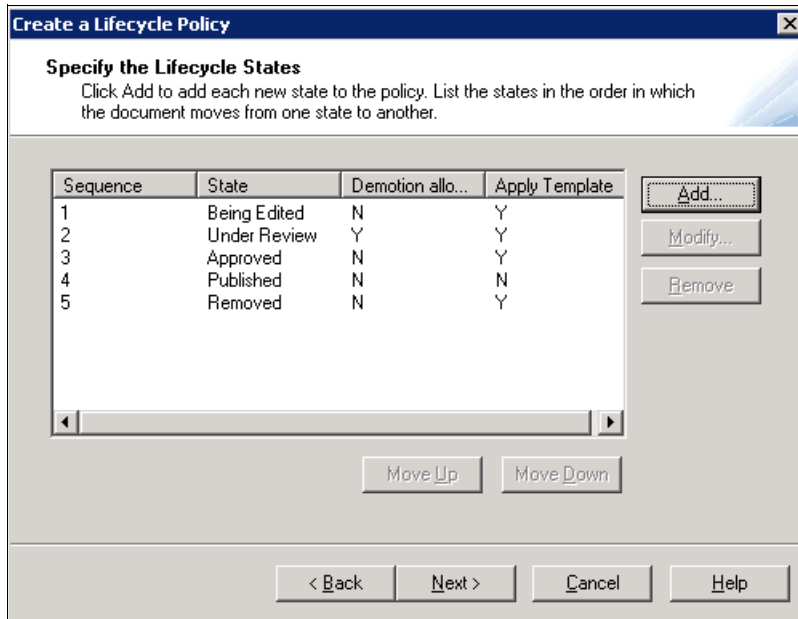 Create a Lifecycle Policy
Specify the Lifecycle States
Click Add to add each new state to the policy. List the states in the order in which
the document moves from one state to another.
Sequence State Demotion allo... Apply Template
1 Being Edited N Y
2 Under Review Y Y
3 Approved N Y
4 Published N N
5 Removed N Y
Add...
Modify...
Remove
Move Up Move Down
< Back Next > Cancel Help